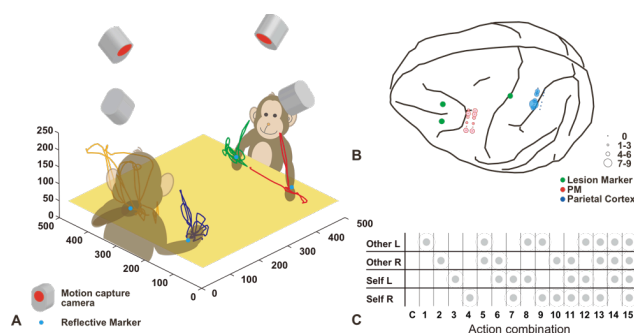 250
200
150
100
50
0
500
400
300
200
100
0
0
100
200
300
400
500
A
Motion capture
camera
Reflective Marker
B
0
1-3
4-6
7-9
Lesion Marker
PM
Parietal Cortex
Other L
Other R
Self L
Self R
C 1 2 3 4 5 6 7 8 9 10 11 12 13 14 15
C
Action combination